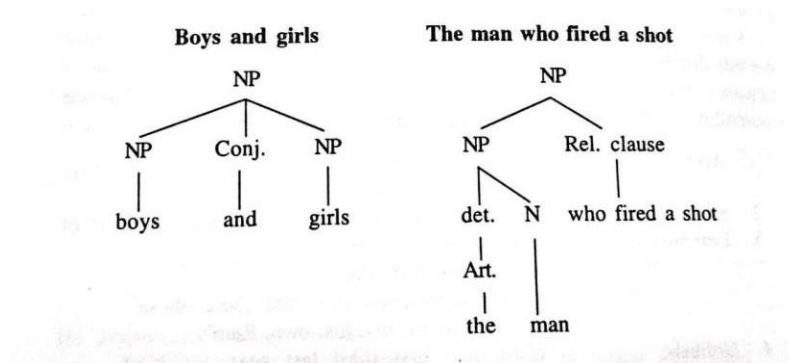 Boys and girls
The man who fired a shot
NP
NP
NP Conj. NP
NP Rel. clause
boys and girls
det. N who fired a shot
Art.
the man